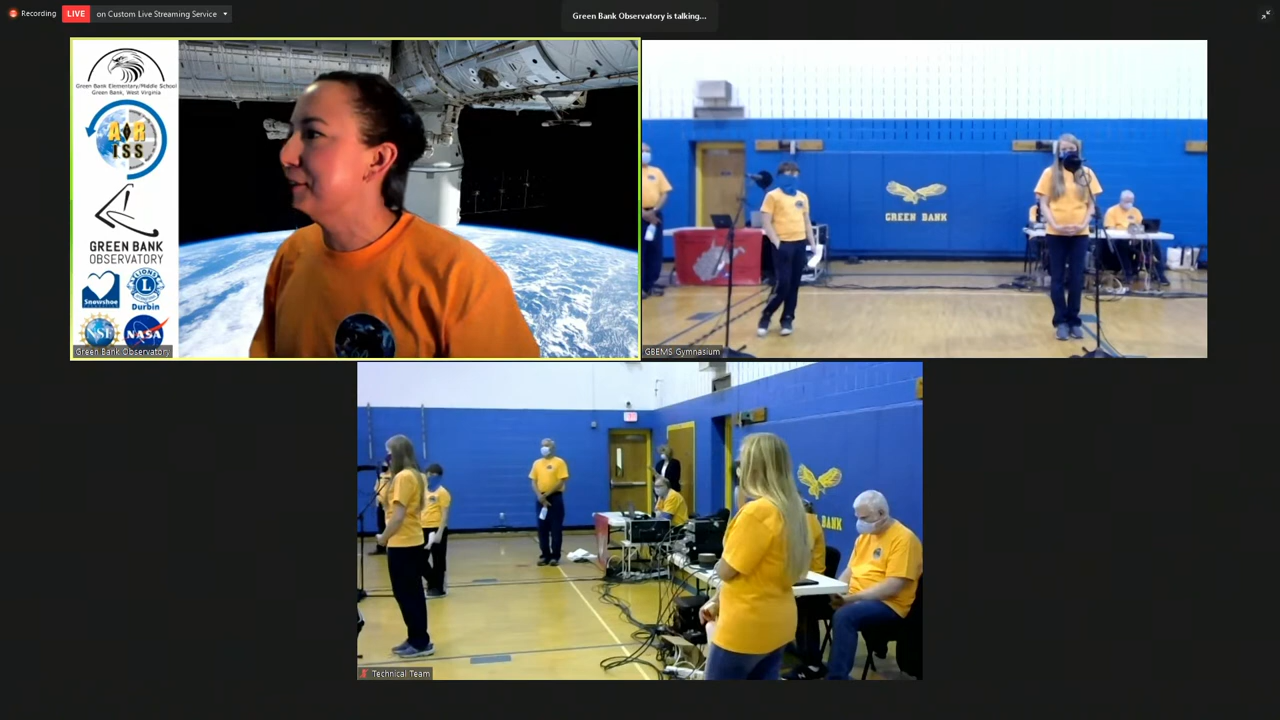 Recording
LIVE
on Custom Live Streaming Service
Green Bank Observatory is talking...
Green Bank Elementary/Middle School
Green Bank, West Virginia
ARISS
GREEN BANK
OBSERVATORY
Snowshoe
LIONS
L
Durbin
NSF
NASA
Green Bank Observatory
GREEN BANK
GBEMS Gymnasium
BANK
Technical Team